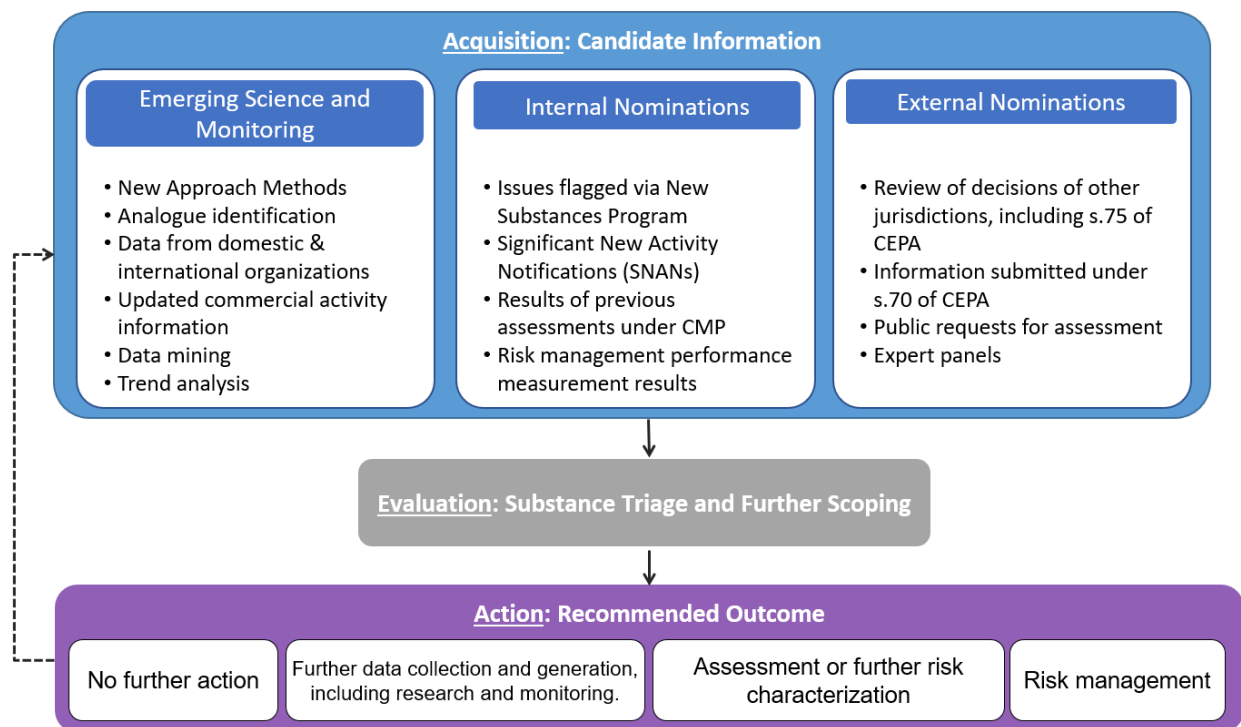 Acquisition: Candidate Information
Emerging Science and
Monitoring
• New Approach Methods
• Analogue identification
• Data from domestic &
international organizations
• Updated commercial activity
information
• Data mining
• Trend analysis
Internal Nominations
• Issues flagged via New
Substances Program
• Significant New Activity
Notifications (SNANs)
• Results of previous
assessments under CMP
• Risk management performance
measurement results
External Nominations
• Review of decisions of other
jurisdictions, including s.75 of
CEPA
• Information submitted under
s.70 of CEPA
• Public requests for assessment
• Expert panels
Evaluation: Substance Triage and Further Scoping
Action: Recommended Outcome
No further action
Further data collection and generation,
including research and monitoring.
Assessment or further risk
characterization
Risk management